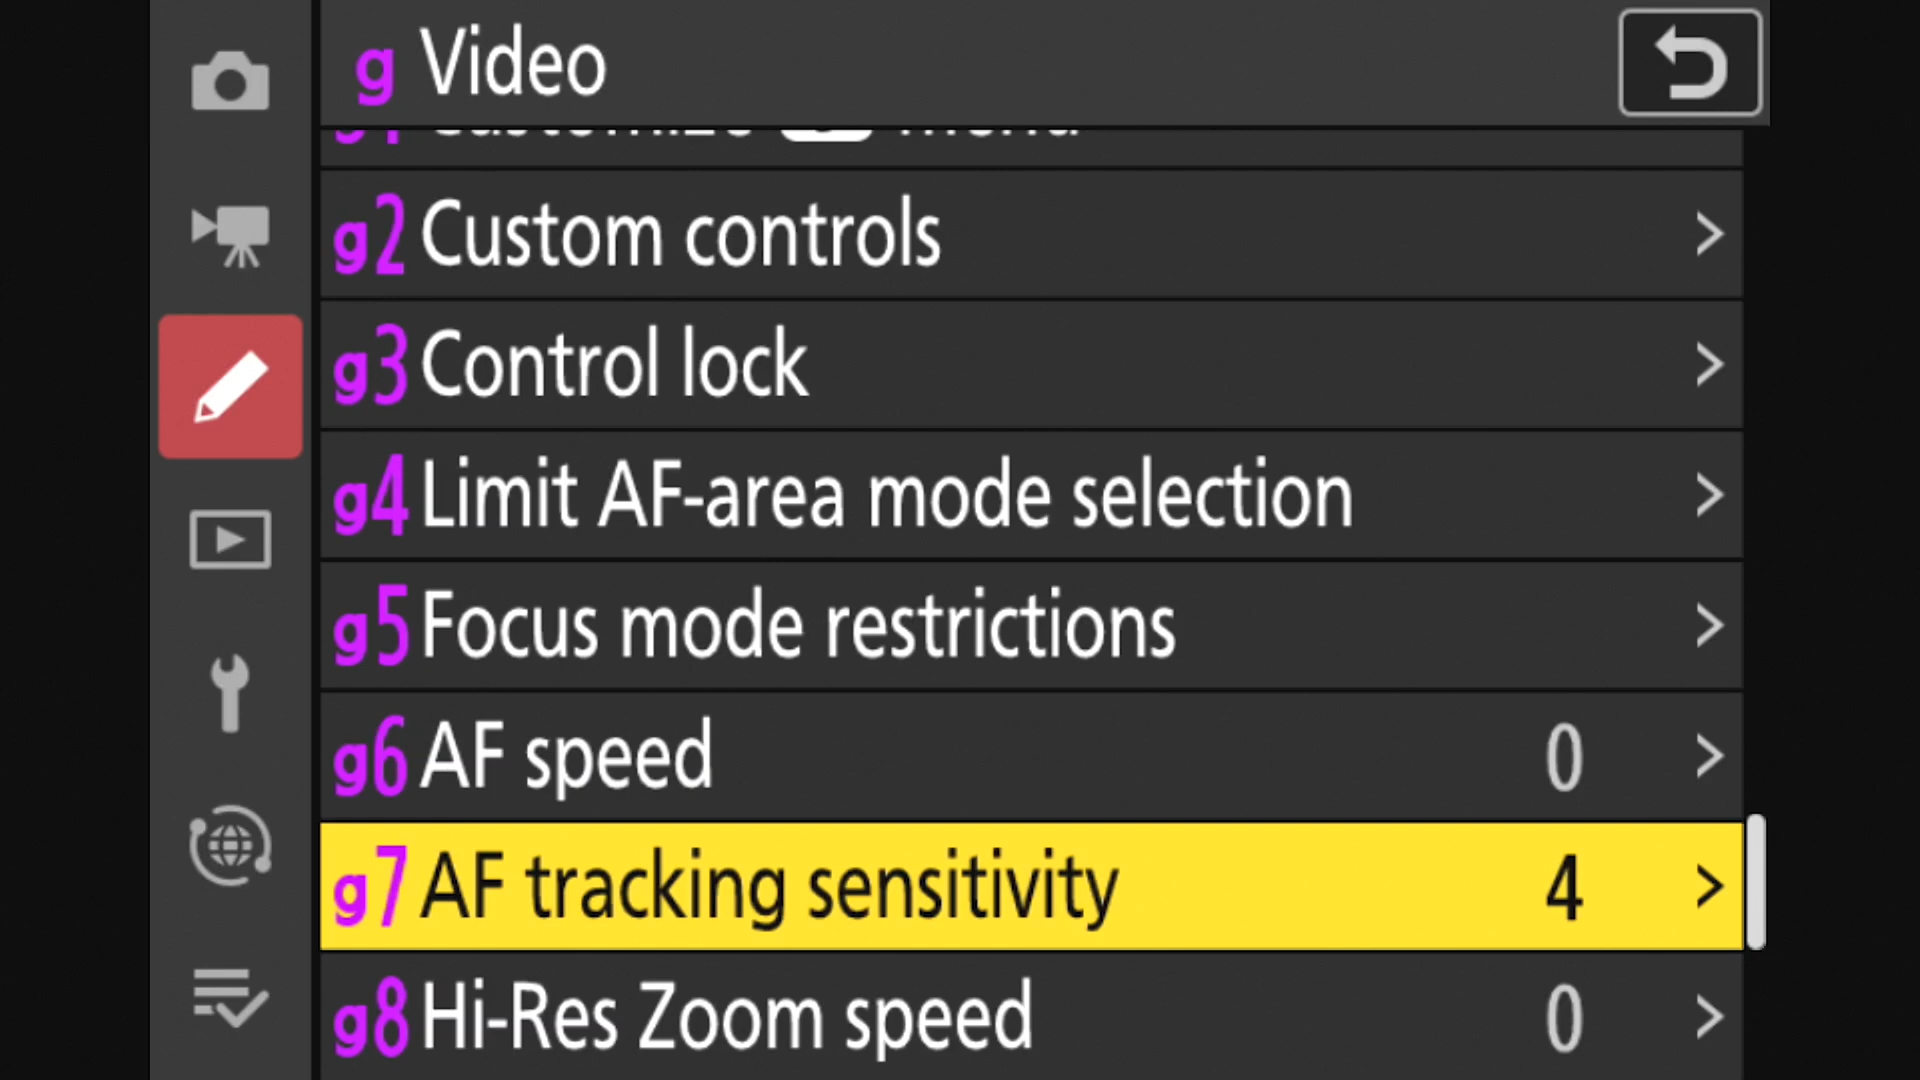 g Video
g2 Custom controls
g3 Control lock
g4 Limit AF-area mode selection
g5 Focus mode restrictions
g6 AF speed 0
g7 AF tracking sensitivity 4
g8 Hi-Res Zoom speed 0